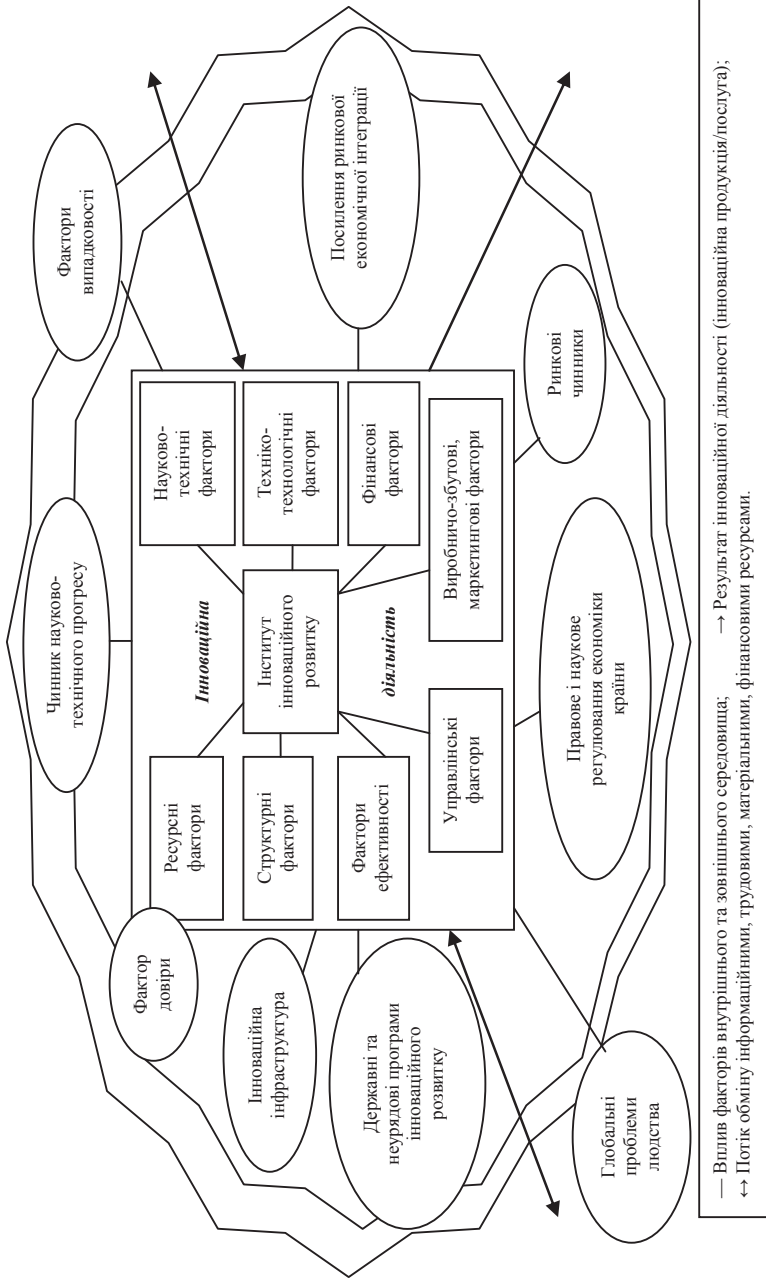 Чинник науково-
технічного прогресу
Фактори
випадковості
Фактор
довіри
Інноваційна
інфраструктура
Державні та
неурядові програми
інноваційного
розвитку
Глобальні
проблеми
людства
Ресурсні
фактори
Структурні
фактори
Фактори
ефективності
Управлінські
фактори
Інноваційна
Інститут
інноваційного
розвитку
діяльність
Науково-
технічні
фактори
Техніко-
технологічні
фактори
Фінансові
фактори
Виробничо-збутові,
маркетингові фактори
Посилення ринкової
економічної інтеграції
Ринкові
чинники
Правове і наукове
регулювання економіки
країни
— Вплив факторів внутрішнього та зовнішнього середовища; → Результат інноваційної діяльності (інноваційна продукція/послуга);
↔ Потік обміну інформаційними, трудовими, матеріальними, фінансовими ресурсами.